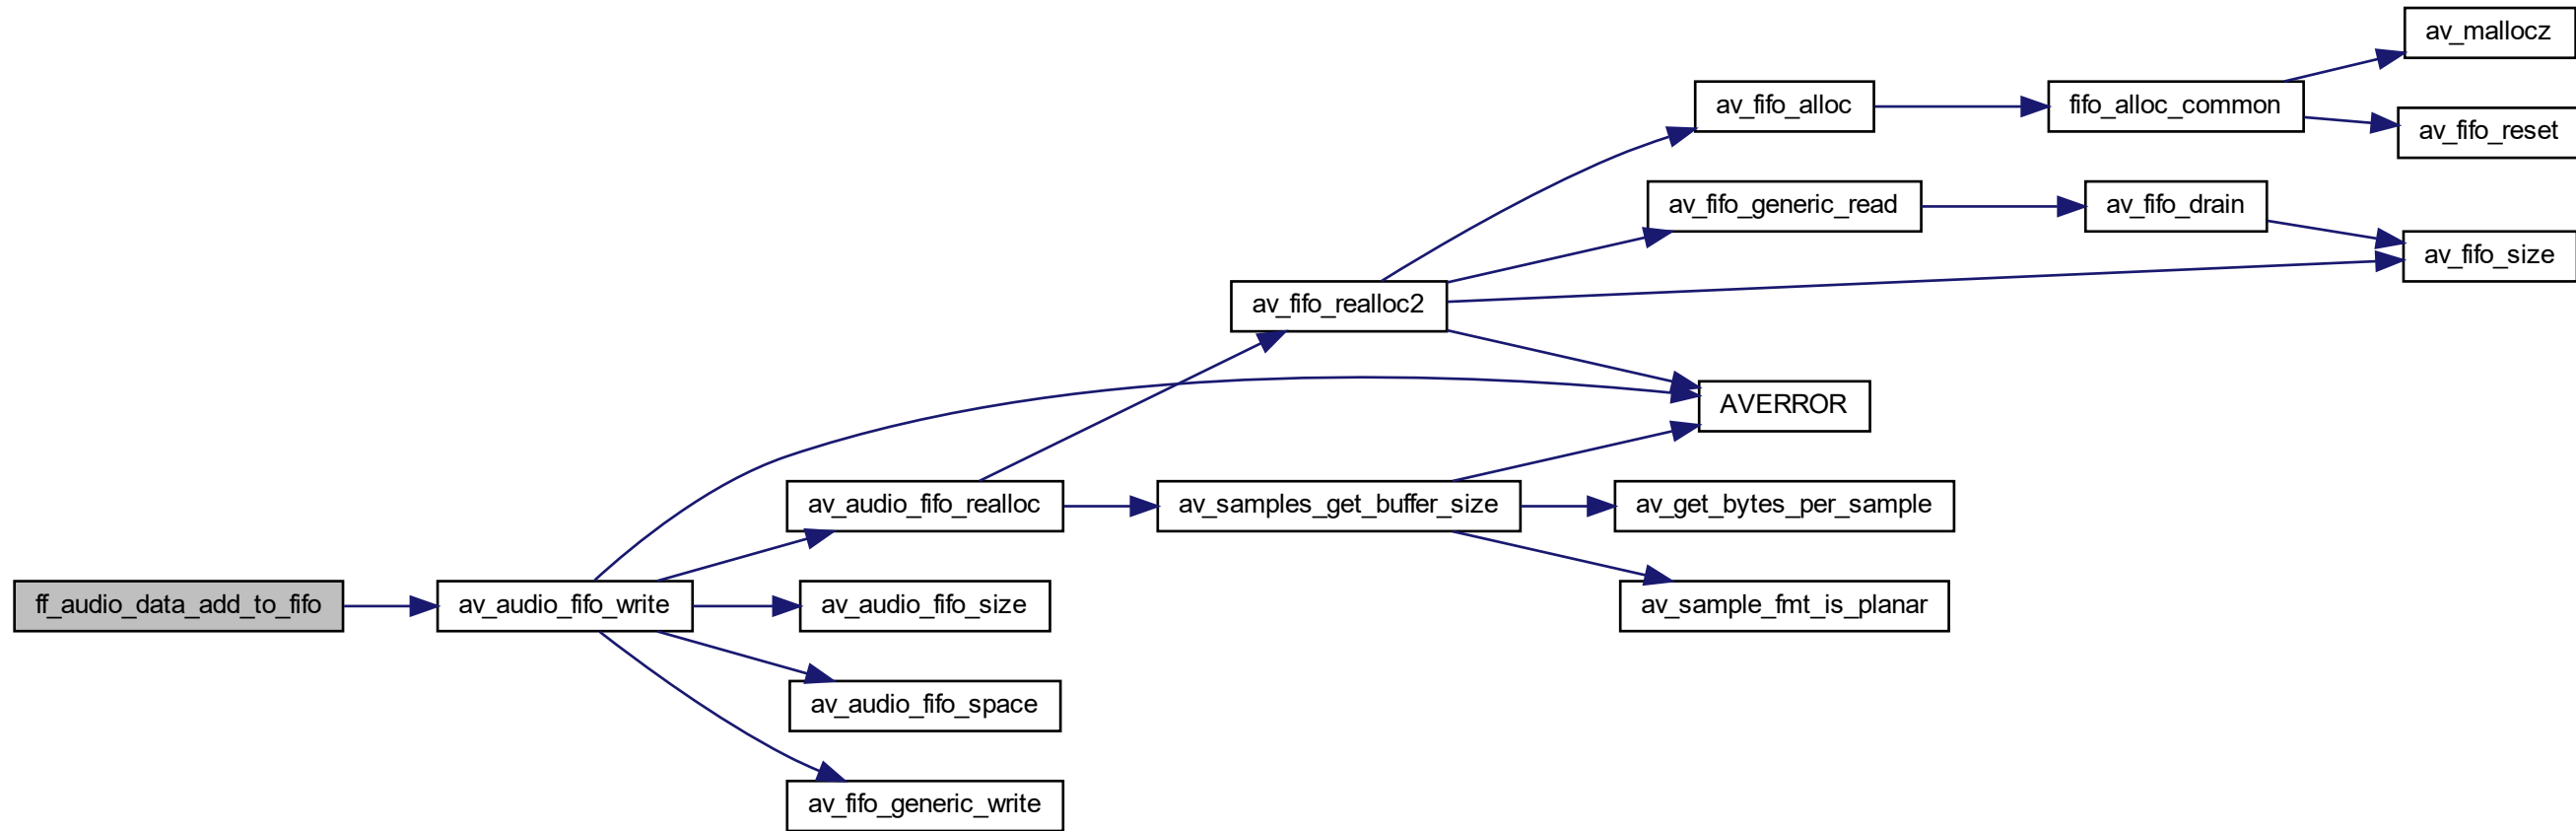 av_mallocz
av_fifo_alloc
fifo_alloc_common
av_fifo_reset
av_fifo_generic_read
av_fifo_drain
av_fifo_size
av_fifo_realloc2
AVERROR
av_audio_fifo_realloc
av_samples_get_buffer_size
av_get_bytes_per_sample
ff_audio_data_add_to_fifo
av_audio_fifo_write
av_audio_fifo_size
av_sample_fmt_is_planar
av_audio_fifo_space
av_fifo_generic_write